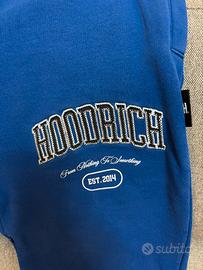 HOODRICH
From Nothing To Something
EST.2014
H.
subito